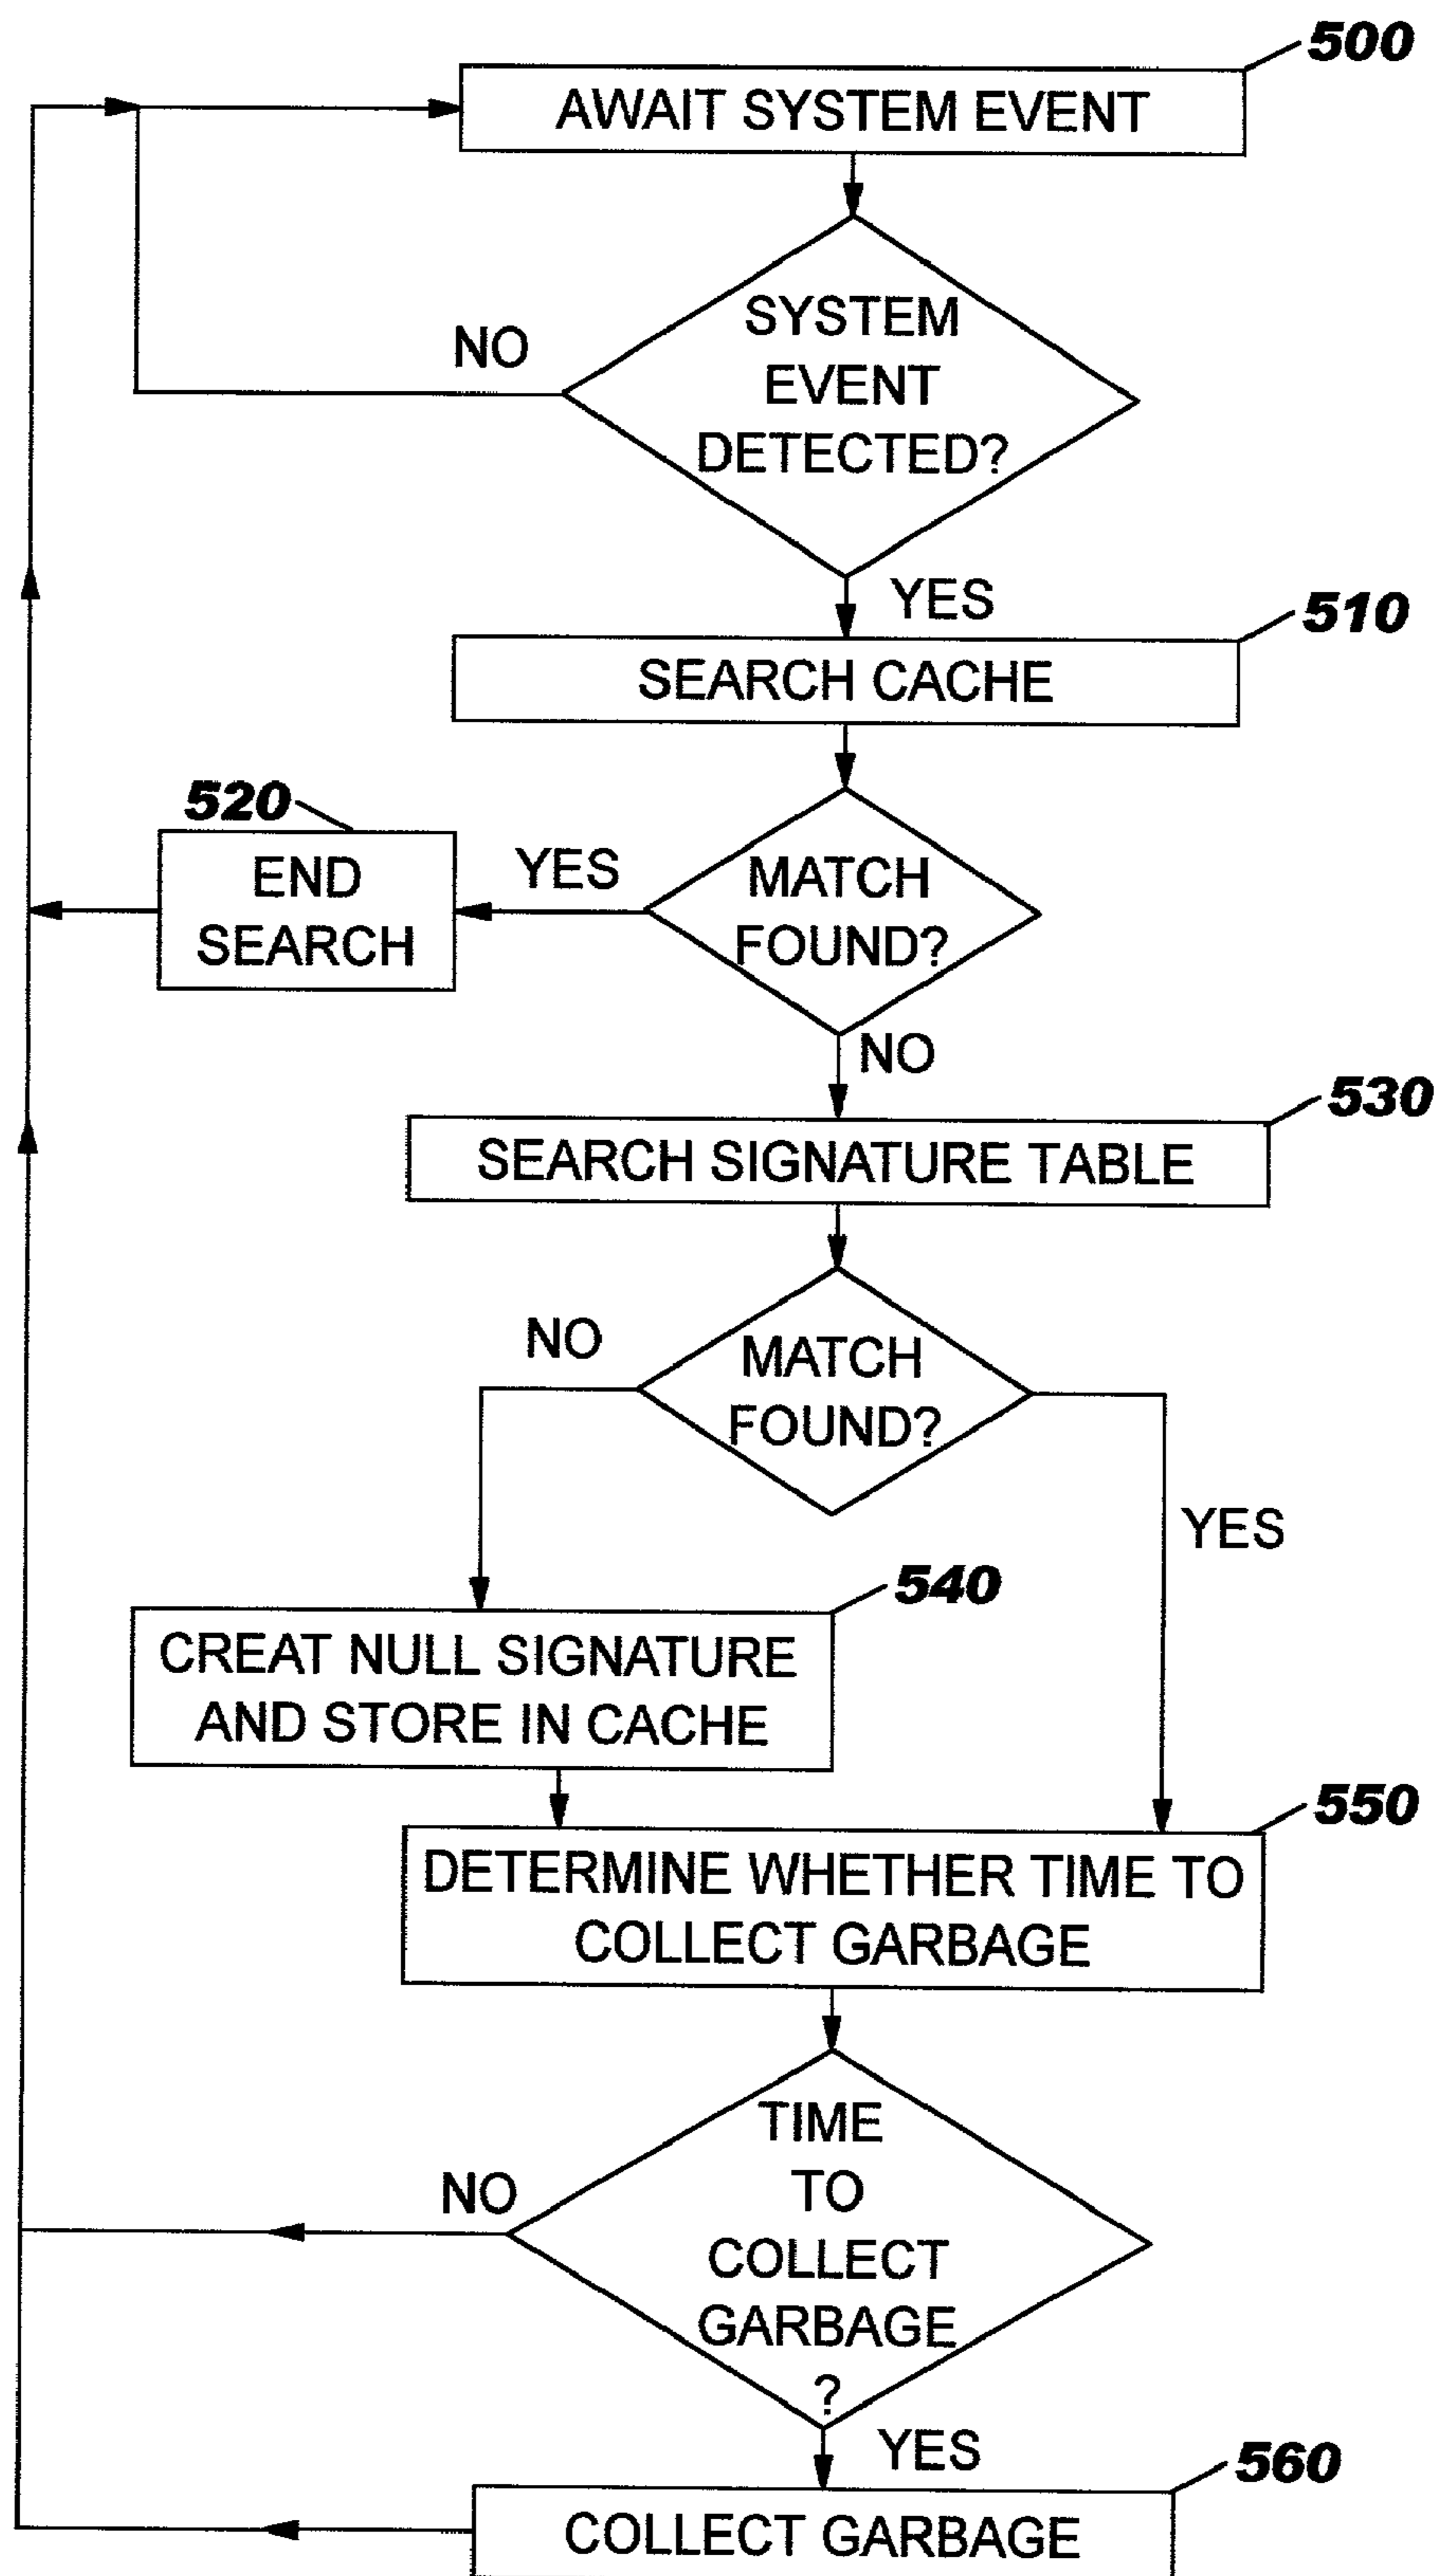 500
AWAIT SYSTEM EVENT
SYSTEM
EVENT
DETECTED?
NO
YES
510
SEARCH CACHE
520
END
SEARCH
YES
MATCH
FOUND?
NO
530
SEARCH SIGNATURE TABLE
NO
MATCH
FOUND?
YES
540
CREAT NULL SIGNATURE
AND STORE IN CACHE
550
DETERMINE WHETHER TIME TO
COLLECT GARBAGE
NO
TIME
TO
COLLECT
GARBAGE
?
YES
560
COLLECT GARBAGE